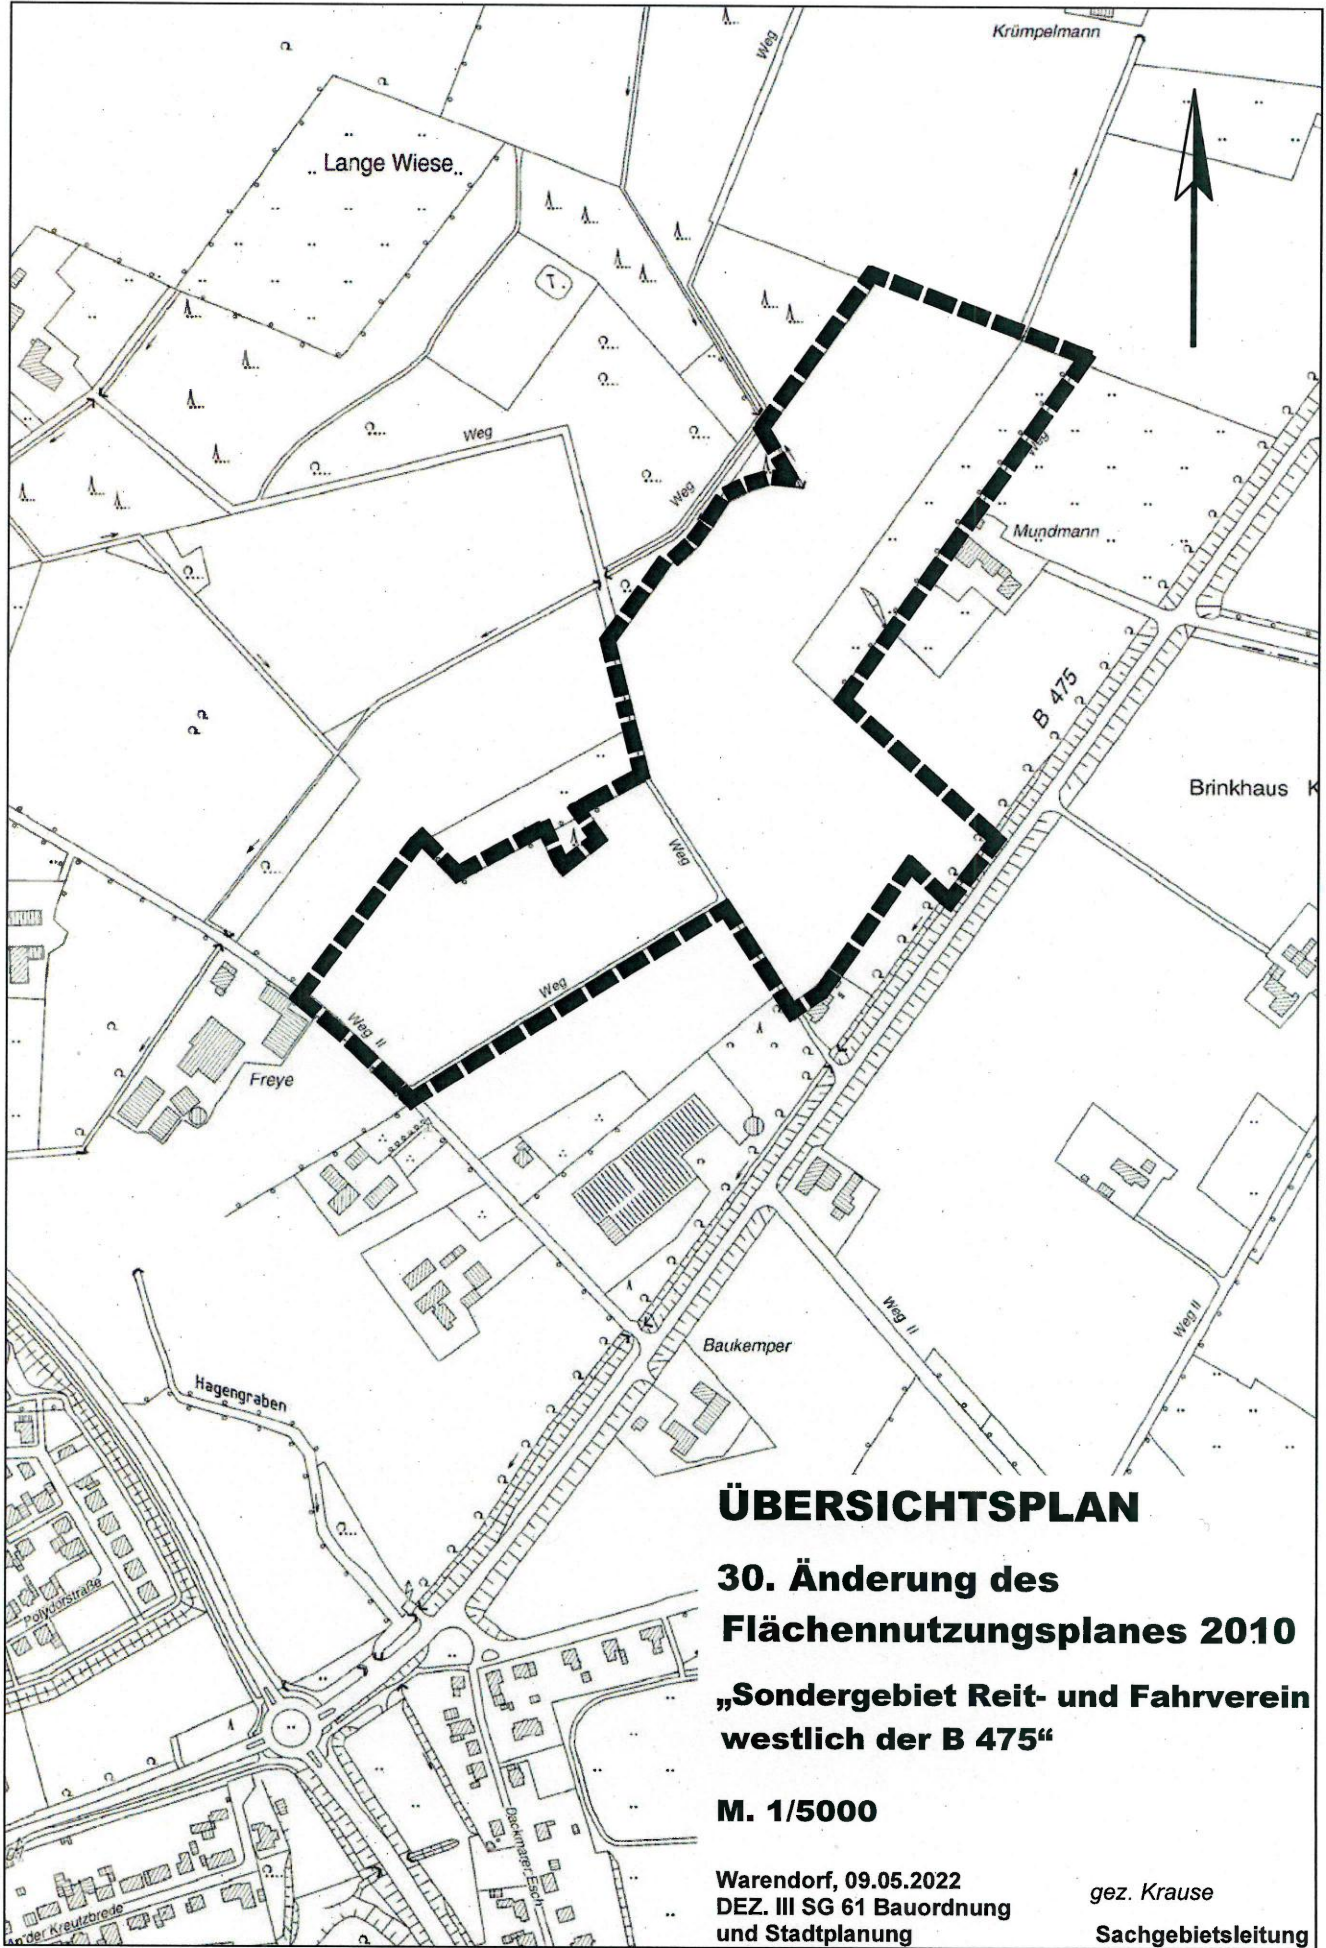 Krümpelmann
Weg
Lange Wiese
T.
Weg
Weg
Weg
Mundmann
B 475
Brinkhaus K
Weg
Weg
Weg II
Freye
Weg II
Weg II
Baukemper
Hagengraben
Polydorstraße
Dackmarer Esch
An der Kreutzbrede
ÜBERSICHTSPLAN
30. Änderung des
Flächennutzungsplanes 2010
„Sondergebiet Reit- und Fahrverein
westlich der B 475“
M. 1/5000
Warendorf, 09.05.2022
DEZ. III SG 61 Bauordnung
und Stadtplanung
gez. Krause
Sachgebietsleitung